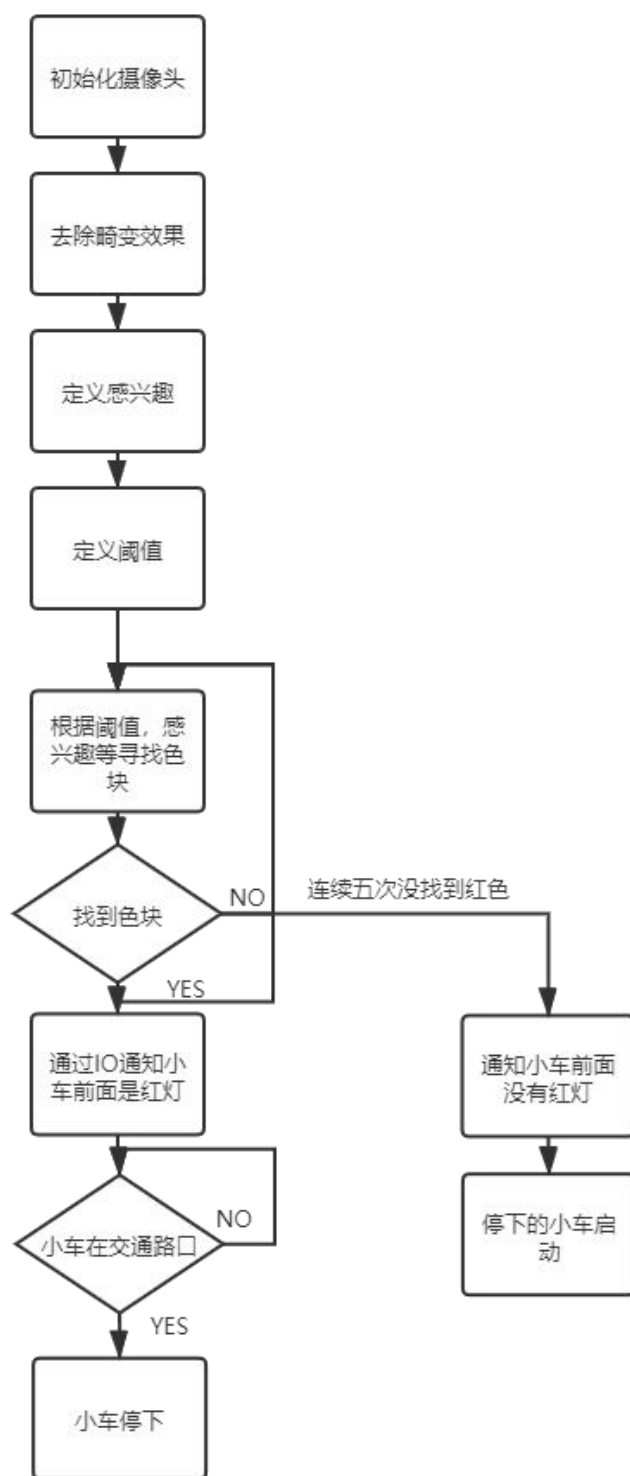 初始化摄像头
去除畸变效果
定义感兴趣
定义阈值
根据阈值，感
兴趣等寻找色
块
找到色块
NO
连续五次没找到红色
YES
通过IO通知小
车前面是红灯
通知小车前面
没有红灯
小车在交通路口
NO
停下的小车启
动
YES
小车停下